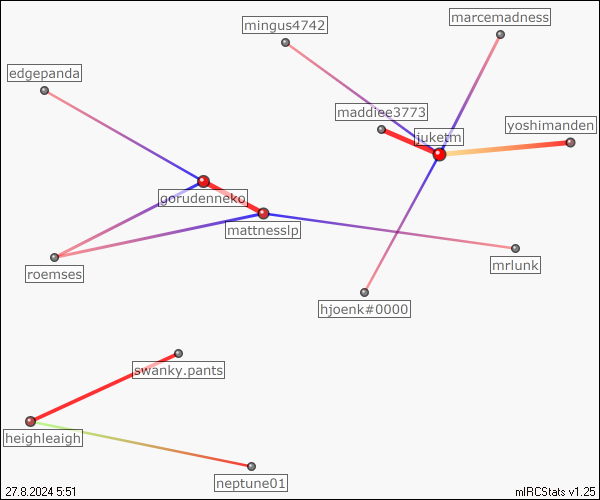 marcemadness
mingus4742
edgepanda
maddiee3773
yoshimanden
juketm
gorudenneko
mattnesslp
mrlunk
roemses
hjoenk#0000
swanky.pants
heighleaigh
neptune01
27.8.2024 5:51
mIRCStats v1.25